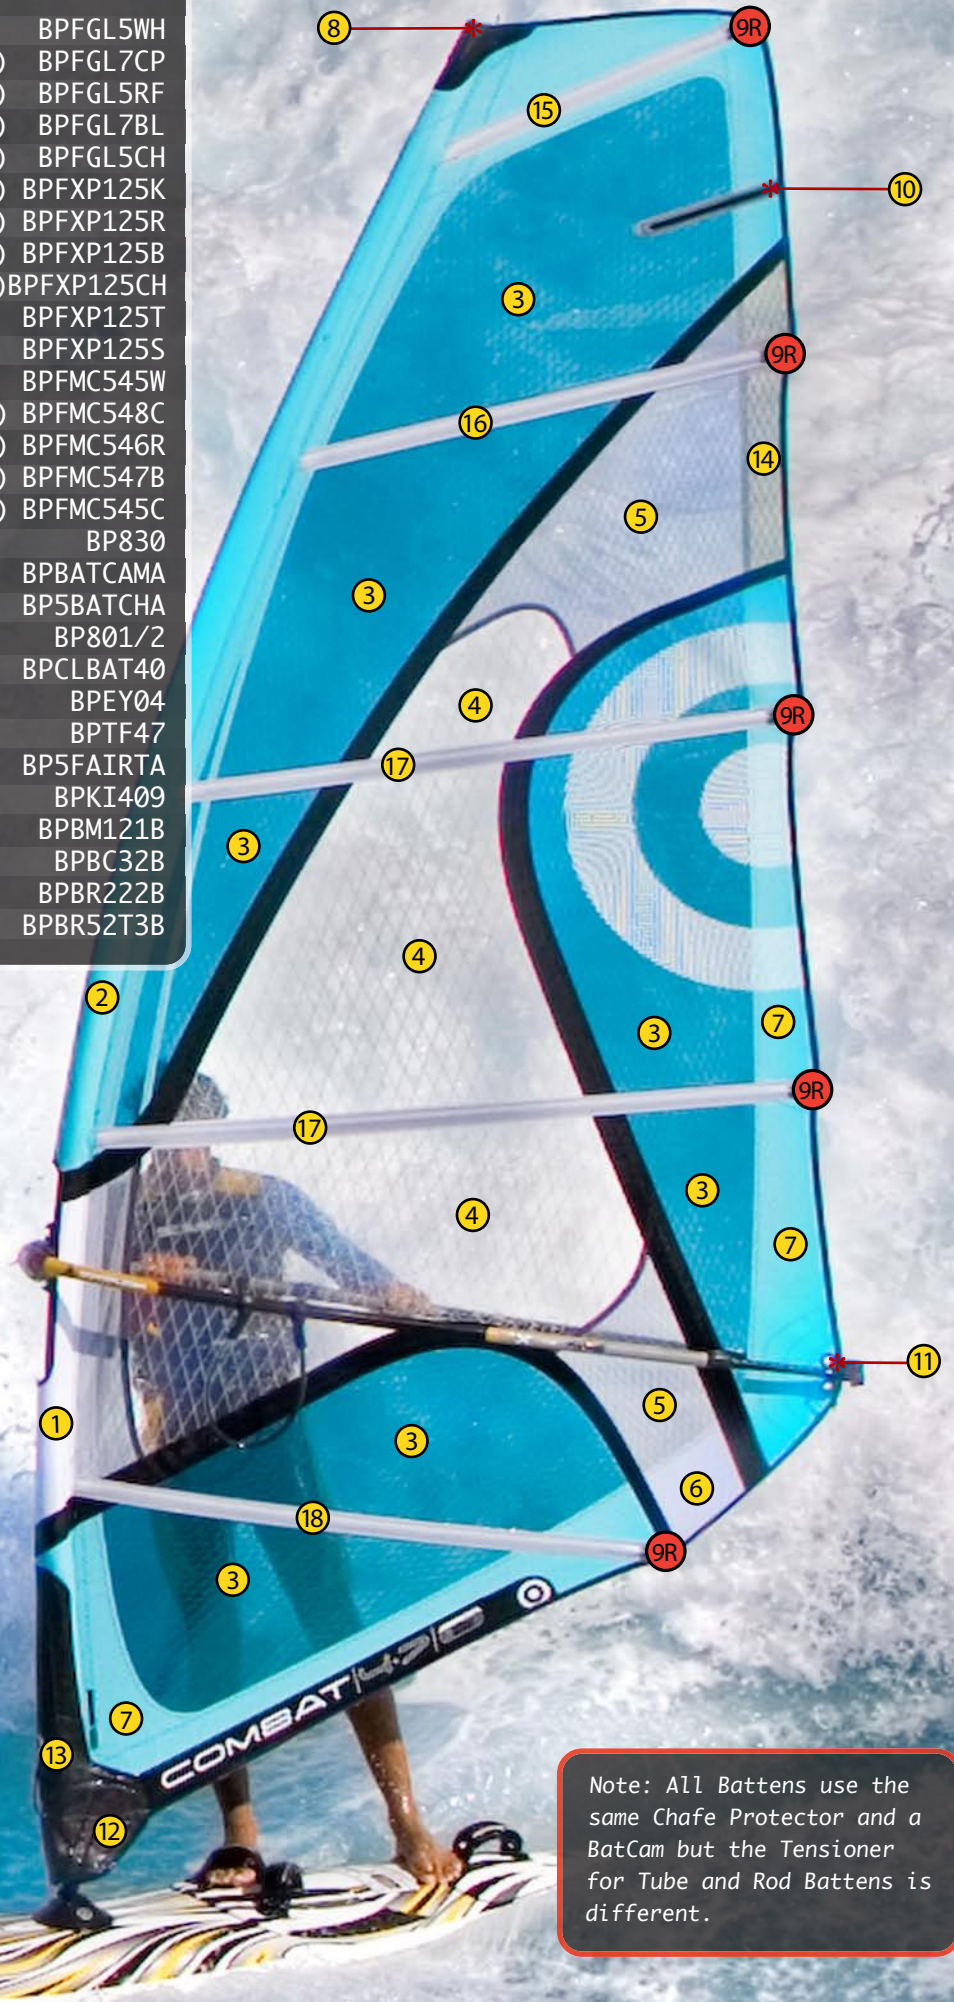 BPFGL5WH
) BPFGL7CP
) BPFGL5RF
) BPFGL7BL
) BPFGL5CH
) BPFXP125K
) BPFXP125R
) BPFXP125B
)BPFXP125CH
BPFXP125T
BPFXP125S
BPFMC545W
) BPFMC548C
) BPFMC546R
) BPFMC547B
) BPFMC545C
BP830
BPBATCAMA
BP5BATCHA
BP801/2
BPCLBAT40
BPEY04
BPTF47
BP5FAIRTA
BPKI409
BPBM121B
BPBC32B
BPBR222B
BPBR52T3B
8
9R
15
10
3
9R
16
14
5
3
4
9R
17
3
4
2
7
3
9R
17
3
4
7
11
5
1
3
6
18
9R
3
COMBAT
7
13
12
Note: All Battens use the
same Chafe Protector and a
BatCam but the Tensioner
for Tube and Rod Battens is
different.